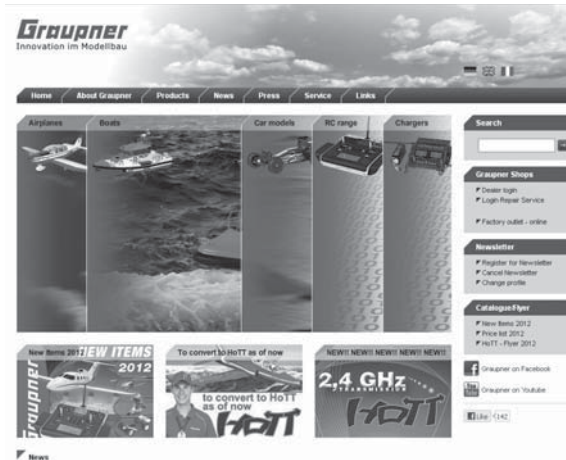 Graupner
Innovation im Modellbau
Home About Graupner Products News Press Service Links
Airplanes Boats Car models RC range Chargers
Search
Graupner Shops
Dealer login
Login Repair Service
Factory outlet - online
Newsletter
Register for Newsletter
Cancel Newsletter
Change profile
Catalogue/Flyer
New Items 2012
Price list 2012
HoTT - Flyer 2012
Graupner on Facebook
Graupner on Youtube
Like 142
New Items 2012
NEW ITEMS
2012
Graupner
To convert to HoTT as of now
to convert to HoTT
as of now
HoTT
NEW!!! NEW!!! NEW!!! NEW!!! NEW!!!
2,4 GHz
TRANSMISSION
HoTT
News